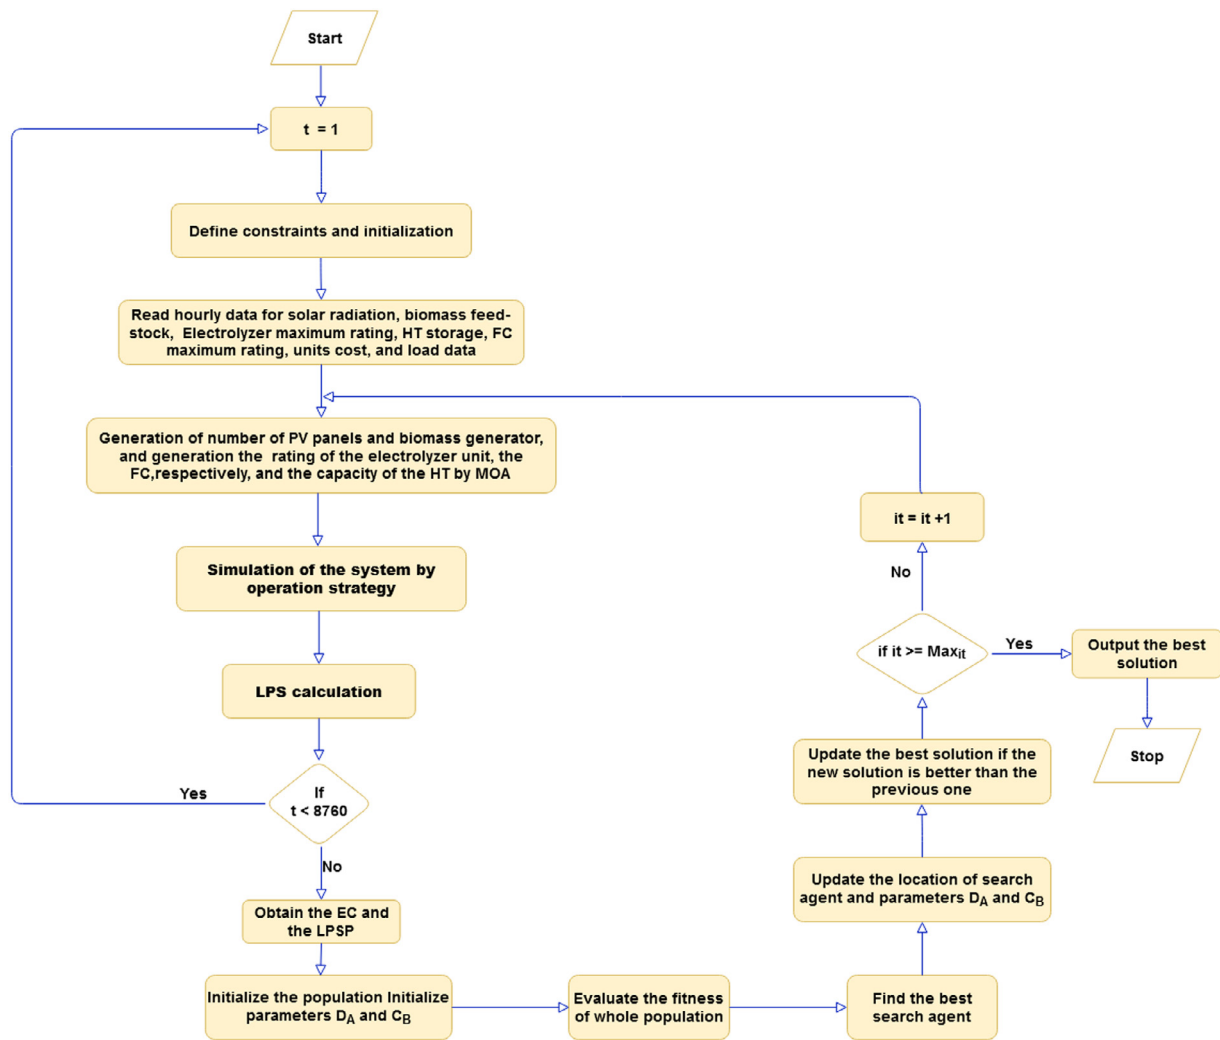 Start
t = 1
Define constraints and initialization
Read hourly data for solar radiation, biomass feed-
stock, Electrolyzer maximum rating, HT storage, FC
maximum rating, units cost, and load data
Generation of number of PV panels and biomass generator,
and generation the rating of the electrolyzer unit, the
FC,respectively, and the capacity of the HT by MOA
Simulation of the system by
operation strategy
LPS calculation
If
t < 8760
Yes
No
Obtain the EC and
the LPSP
Initialize the population Initialize
parameters D_A and C_B
Evaluate the fitness
of whole population
Find the best
search agent
Update the location of search
agent and parameters D_A and C_B
Update the best solution if the
new solution is better than the
previous one
if it >= Max_it
No
it = it +1
Yes
Output the best
solution
Stop